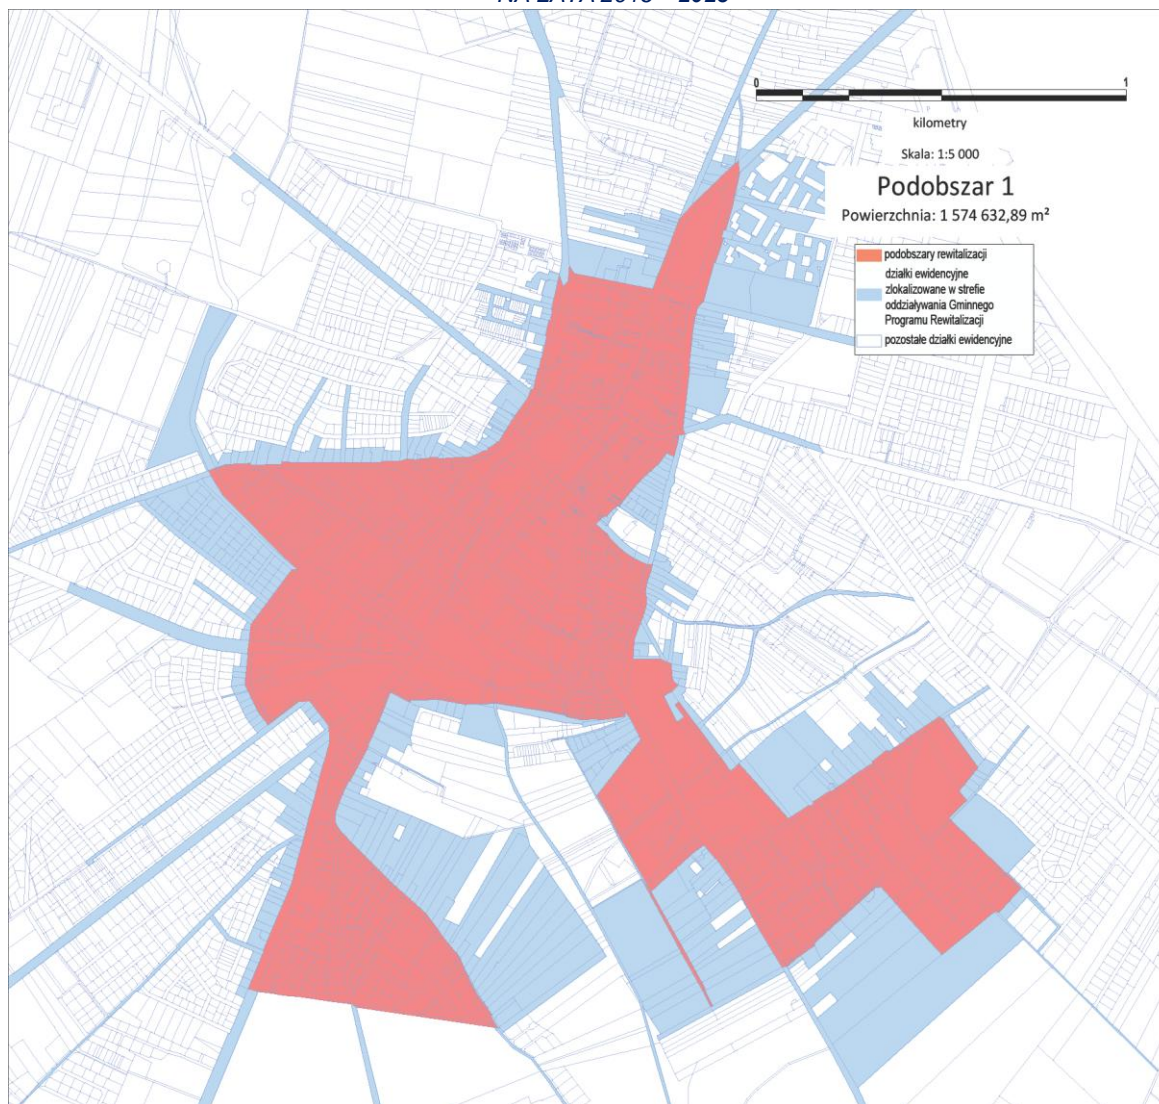 0 1
kilometry
Skala: 1:5 000
Podobszar 1
Powierzchnia: 1 574 632,89 m²
podobszary rewitalizacji
działki ewidencyjne
zlokalizowane w strefie
oddziaływania Gminnego
Programu Rewitalizacji
pozostałe działki ewidencyjne